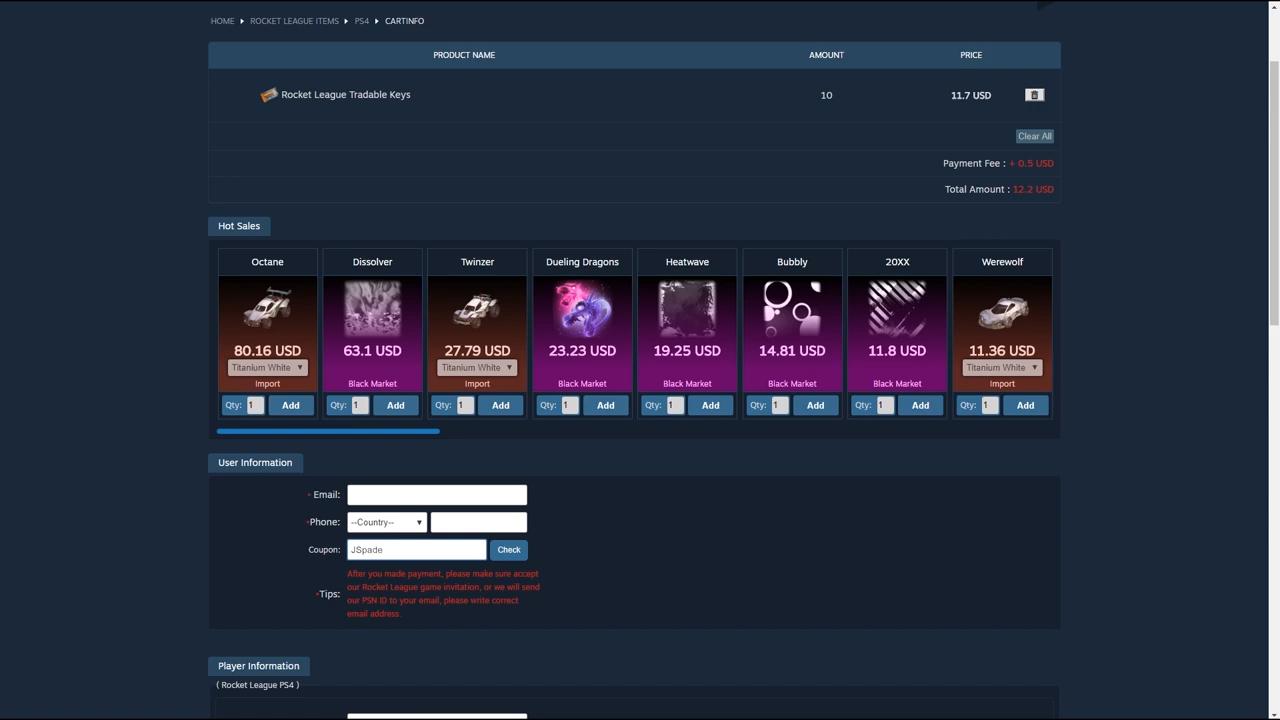 HOME ▸ ROCKET LEAGUE ITEMS ▸ PS4 ▸ CARTINFO
PRODUCT NAME AMOUNT PRICE
Rocket League Tradable Keys 10 11.7 USD
Clear All
Payment Fee : + 0.5 USD
Total Amount : 12.2 USD
Hot Sales
Octane Dissolver Twinzer Dueling Dragons Heatwave Bubbly 20XX Werewolf
80.16 USD 63.1 USD 27.79 USD 23.23 USD 19.25 USD 14.81 USD 11.8 USD 11.36 USD
Titanium White ▼ Titanium White ▼ Titanium White ▼
Import Black Market Import Black Market Black Market Black Market Black Market Import
Qty: 1 Add Qty: 1 Add Qty: 1 Add Qty: 1 Add Qty: 1 Add Qty: 1 Add Qty: 1 Add Qty: 1 Add
User Information
* Email:
*Phone: --Country-- ▼
Coupon: JSpade Check
*Tips: After you made payment, please make sure accept
our Rocket League game invitation, or we will send
our PSN ID to your email, please write correct
email address.
Player Information
( Rocket League PS4 )